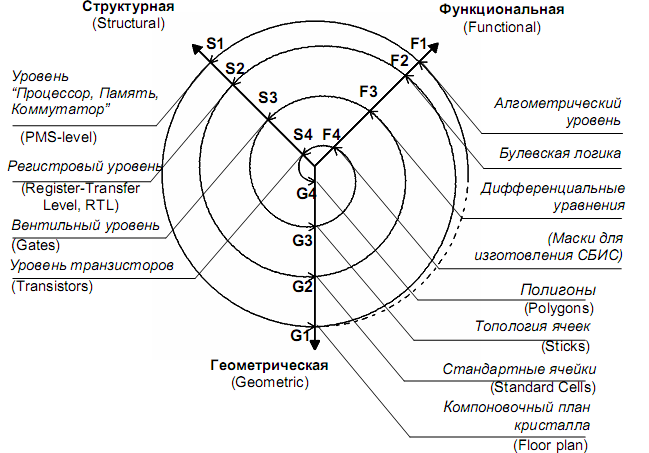 Структурная
(Structural)
Функциональная
(Functional)
S1
F1
S2
F2
S3
F3
S4
F4
G4
G3
G2
G1
Уровень
“Процессор, Память,
Коммутатор”
(PMS-level)
Регистровый уровень
(Register-Transfer
Level, RTL)
Вентильный уровень
(Gates)
Уровень транзисторов
(Transistors)
Алгометрический
уровень
Булевская логика
Дифференциальные
уравнения
(Маски для
изготовления СБИС)
Полигоны
(Polygons)
Топология ячеек
(Sticks)
Стандартные ячейки
(Standard Cells)
Компоновочный план
кристалла
(Floor plan)
Геометрическая
(Geometric)